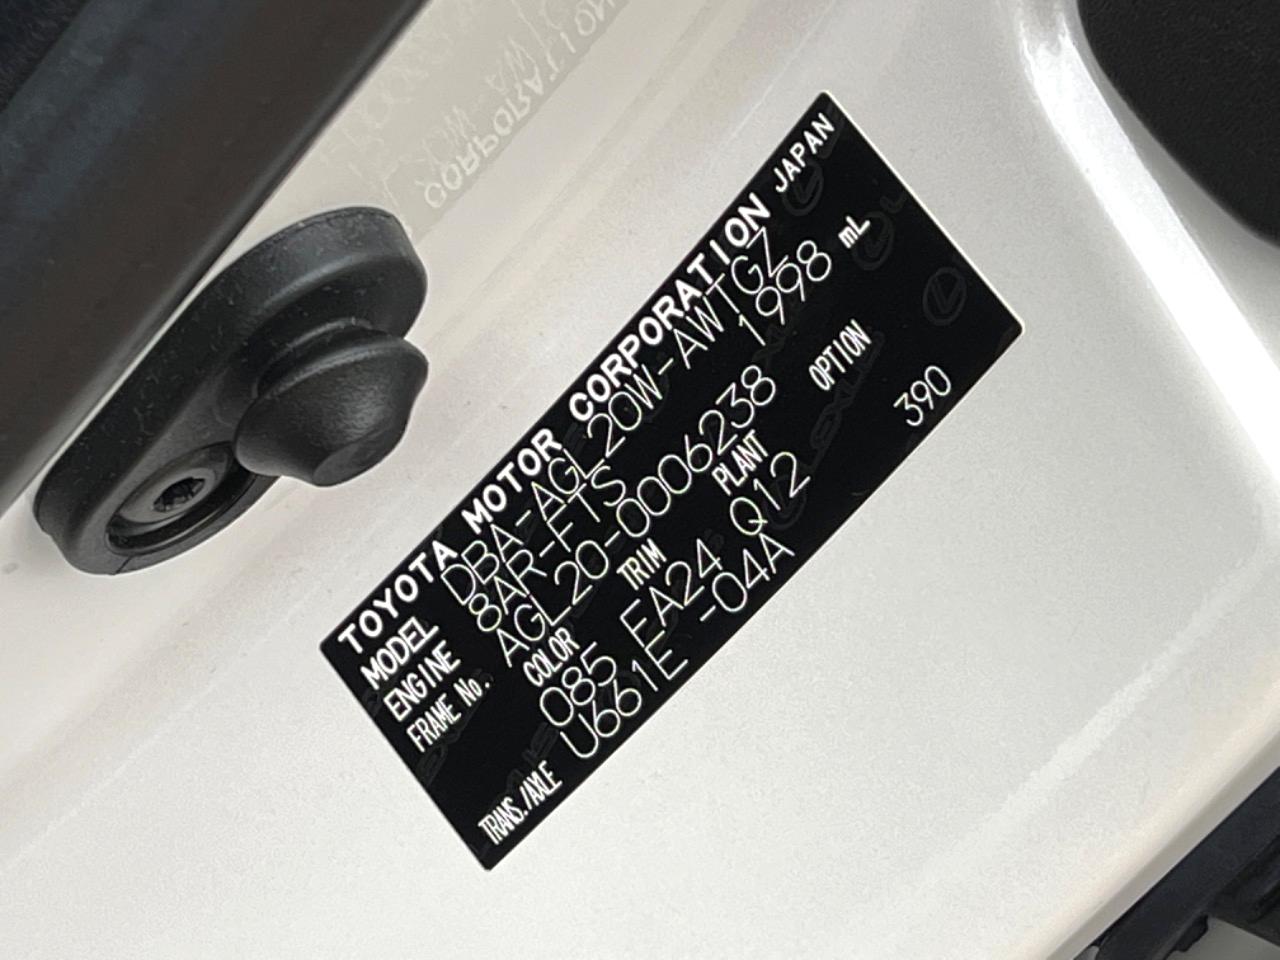 TOYOTA MOTOR CORPORATION JAPAN
MODEL DBA-AGL20W-AWTGZ
ENGINE 8AR-FTS 1998 mL
FRAME No. AGL20-0006238
COLOR TRIM PLANT OPTION
085 EA24 Q12 390
TRANS./AXLE U661E -04A